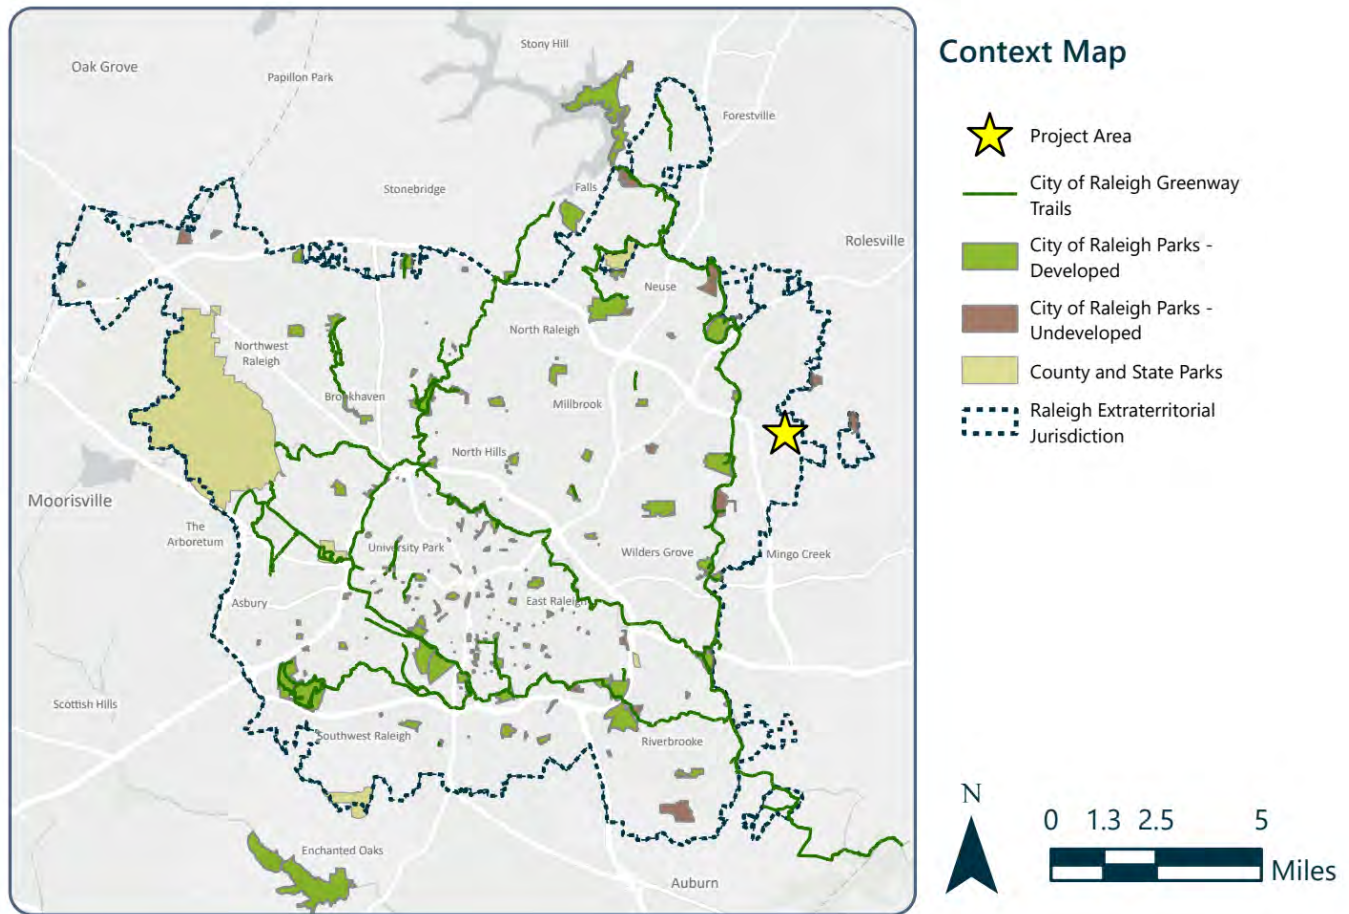 Stony Hill
Oak Grove
Papillon Park
Forestville
Stonebridge
Falls
Rolesville
Neuse
North Raleigh
Northwest
Raleigh
Brookhaven
Millbrook
North Hills
Moorisville
The
Arboretum
University Park
Wilders Grove
Mingo Creek
Asbury
East Raleigh
Scottish Hills
Southwest Raleigh
Riverbrooke
Enchanted Oaks
Auburn
Context Map
Project Area
City of Raleigh Greenway
Trails
City of Raleigh Parks -
Developed
City of Raleigh Parks -
Undeveloped
County and State Parks
Raleigh Extraterritorial
Jurisdiction
N
0 1.3 2.5 5
Miles